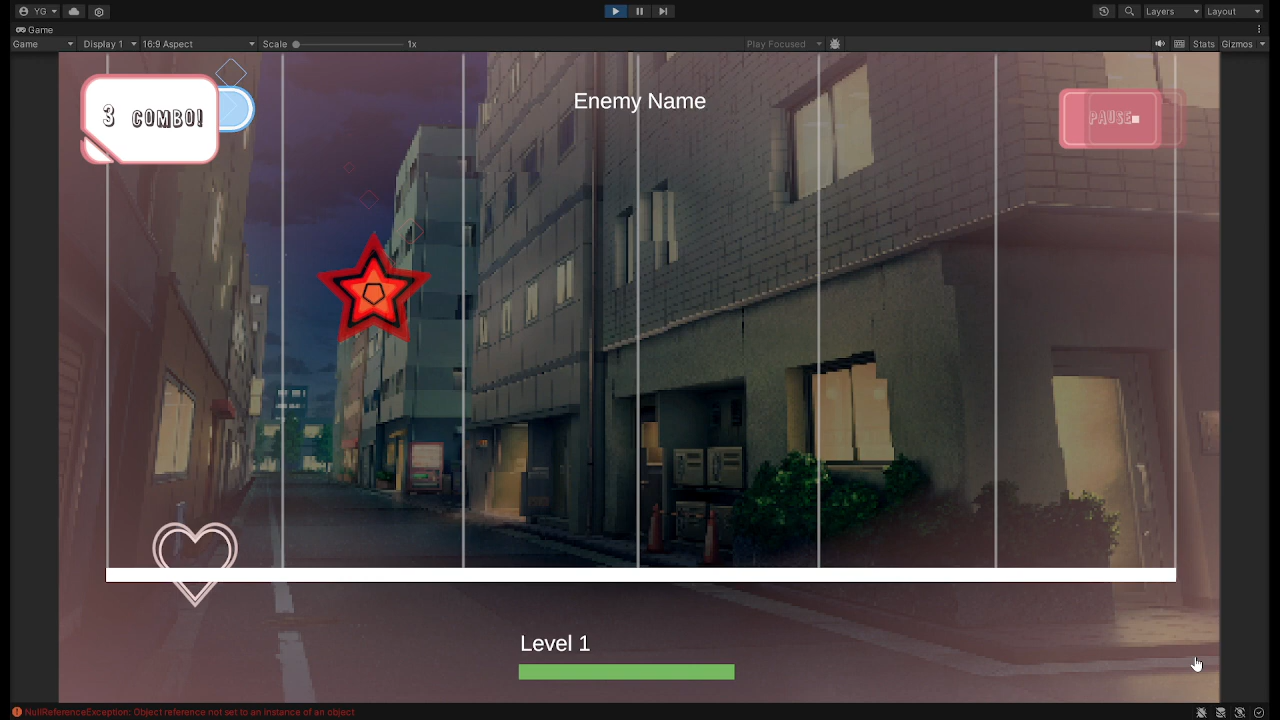 YG
Layers
Layout
Game
Game
Display 1
16:9 Aspect
Scale
1x
Play Focused
Stats
Gizmos
3 COMBO!
Enemy Name
PAUSE
Level 1
NullReferenceException: Object reference not set to an instance of an object